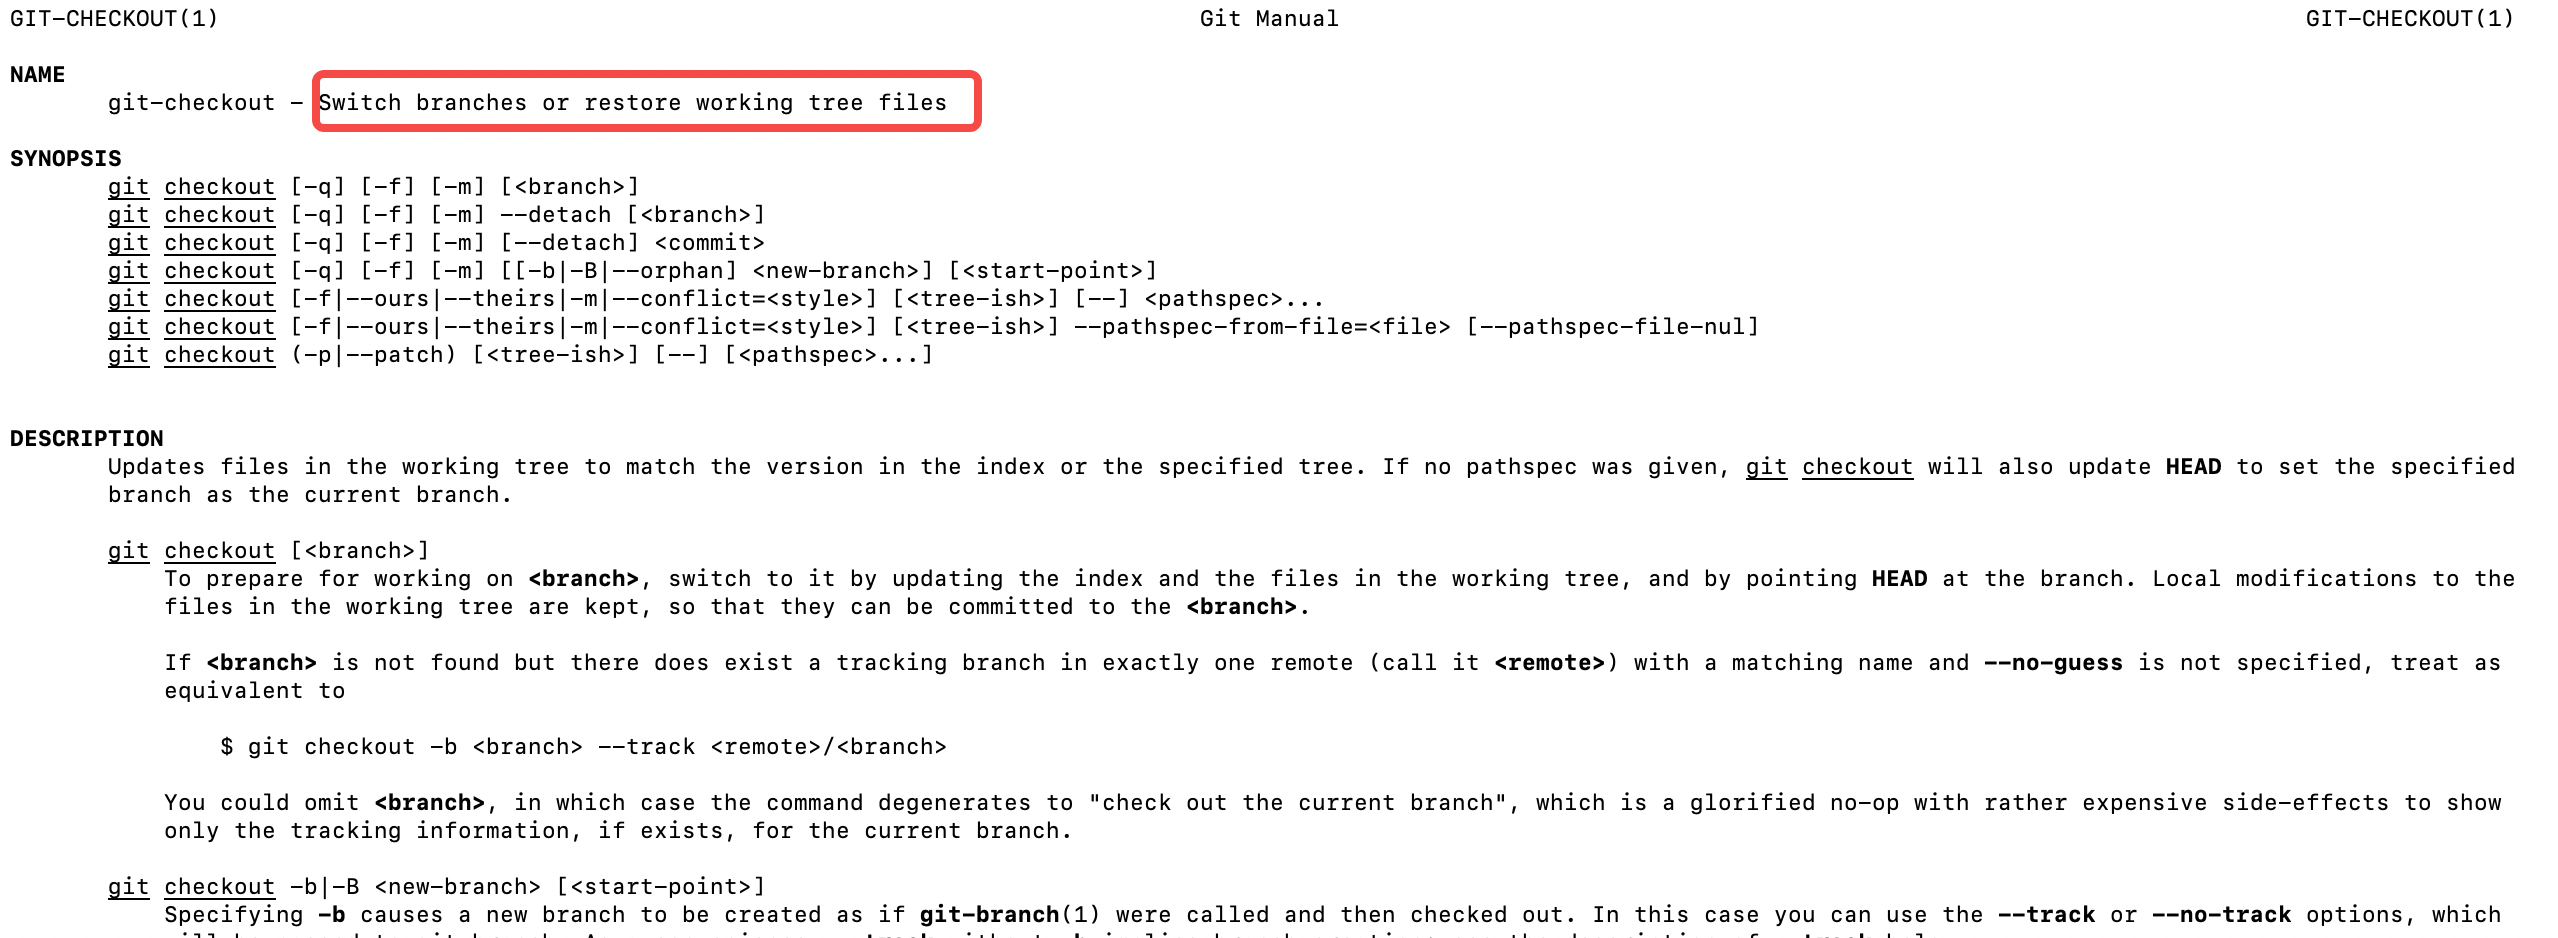 GIT-CHECKOUT(1) Git Manual GIT-CHECKOUT(1)
NAME
git-checkout - Switch branches or restore working tree files
SYNOPSIS
git checkout [-q] [-f] [-m] [<branch>]
git checkout [-q] [-f] [-m] --detach [<branch>]
git checkout [-q] [-f] [-m] [--detach] <commit>
git checkout [-q] [-f] [-m] [[-b|-B|--orphan] <new-branch>] [<start-point>]
git checkout [-f|--ours|--theirs|-m|--conflict=<style>] [<tree-ish>] [--] <pathspec>...
git checkout [-f|--ours|--theirs|-m|--conflict=<style>] [<tree-ish>] --pathspec-from-file=<file> [--pathspec-file-nul]
git checkout (-p|--patch) [<tree-ish>] [--] [<pathspec>...]
DESCRIPTION
Updates files in the working tree to match the version in the index or the specified tree. If no pathspec was given, git checkout will also update HEAD to set the specified
branch as the current branch.
git checkout [<branch>]
To prepare for working on <branch>, switch to it by updating the index and the files in the working tree, and by pointing HEAD at the branch. Local modifications to the
files in the working tree are kept, so that they can be committed to the <branch>.
If <branch> is not found but there does exist a tracking branch in exactly one remote (call it <remote>) with a matching name and --no-guess is not specified, treat as
equivalent to
$ git checkout -b <branch> --track <remote>/<branch>
You could omit <branch>, in which case the command degenerates to "check out the current branch", which is a glorified no-op with rather expensive side-effects to show
only the tracking information, if exists, for the current branch.
git checkout -b|-B <new-branch> [<start-point>]
Specifying -b causes a new branch to be created as if git-branch(1) were called and then checked out. In this case you can use the --track or --no-track options, which